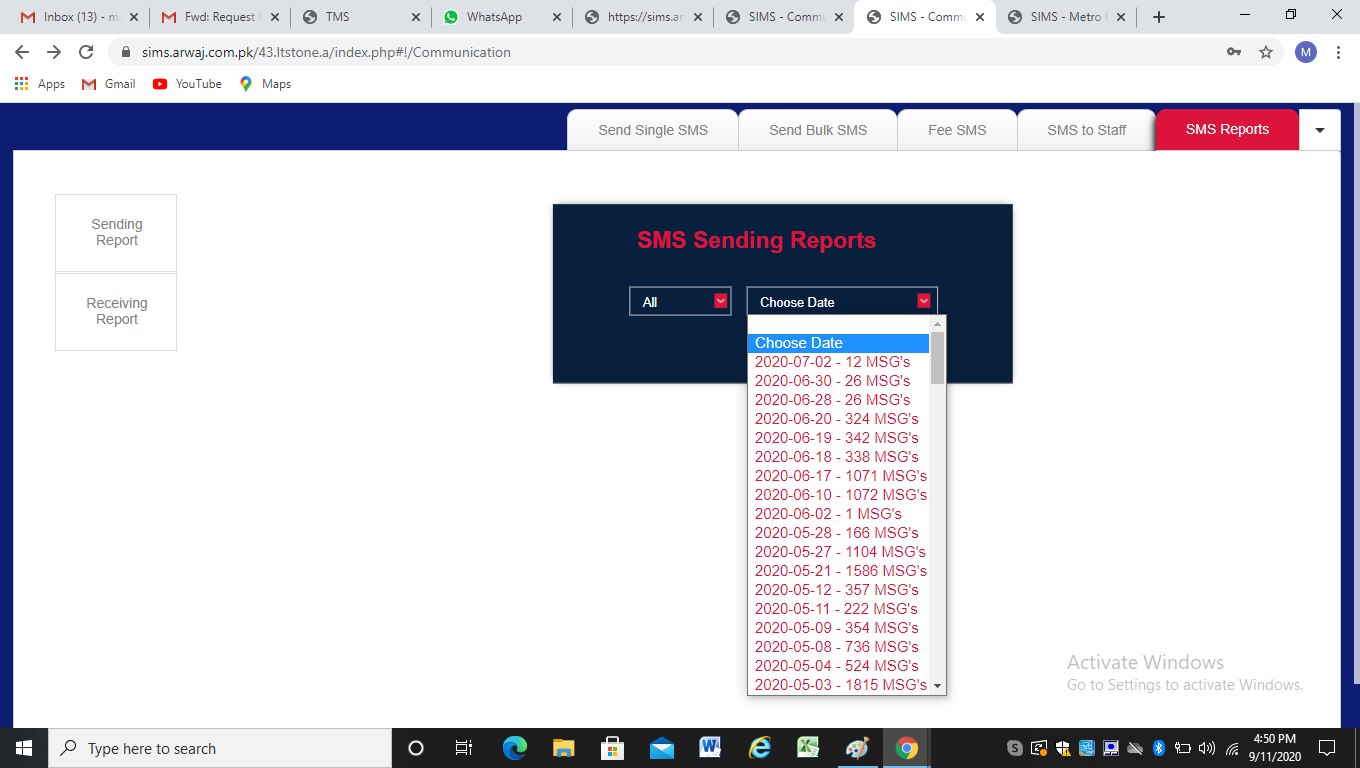 Inbox (13) - ma
Fwd: Request f
TMS
WhatsApp
https://sims.ar
SIMS - Commu
SIMS - Commu
SIMS - Metro
sims.arwaj.com.pk/43.ltstone.a/index.php#!/Communication
M
Apps
Gmail
YouTube
Maps
Send Single SMS
Send Bulk SMS
Fee SMS
SMS to Staff
SMS Reports
Sending
Report
Receiving
Report
SMS Sending Reports
All
Choose Date
Choose Date
2020-07-02 - 12 MSG's
2020-06-30 - 26 MSG's
2020-06-28 - 26 MSG's
2020-06-20 - 324 MSG's
2020-06-19 - 342 MSG's
2020-06-18 - 338 MSG's
2020-06-17 - 1071 MSG's
2020-06-10 - 1072 MSG's
2020-06-02 - 1 MSG's
2020-05-28 - 166 MSG's
2020-05-27 - 1104 MSG's
2020-05-21 - 1586 MSG's
2020-05-12 - 357 MSG's
2020-05-11 - 222 MSG's
2020-05-09 - 354 MSG's
2020-05-08 - 736 MSG's
2020-05-04 - 524 MSG's
2020-05-03 - 1815 MSG's
Activate Windows
Go to Settings to activate Windows.
Type here to search
4:50 PM
9/11/2020